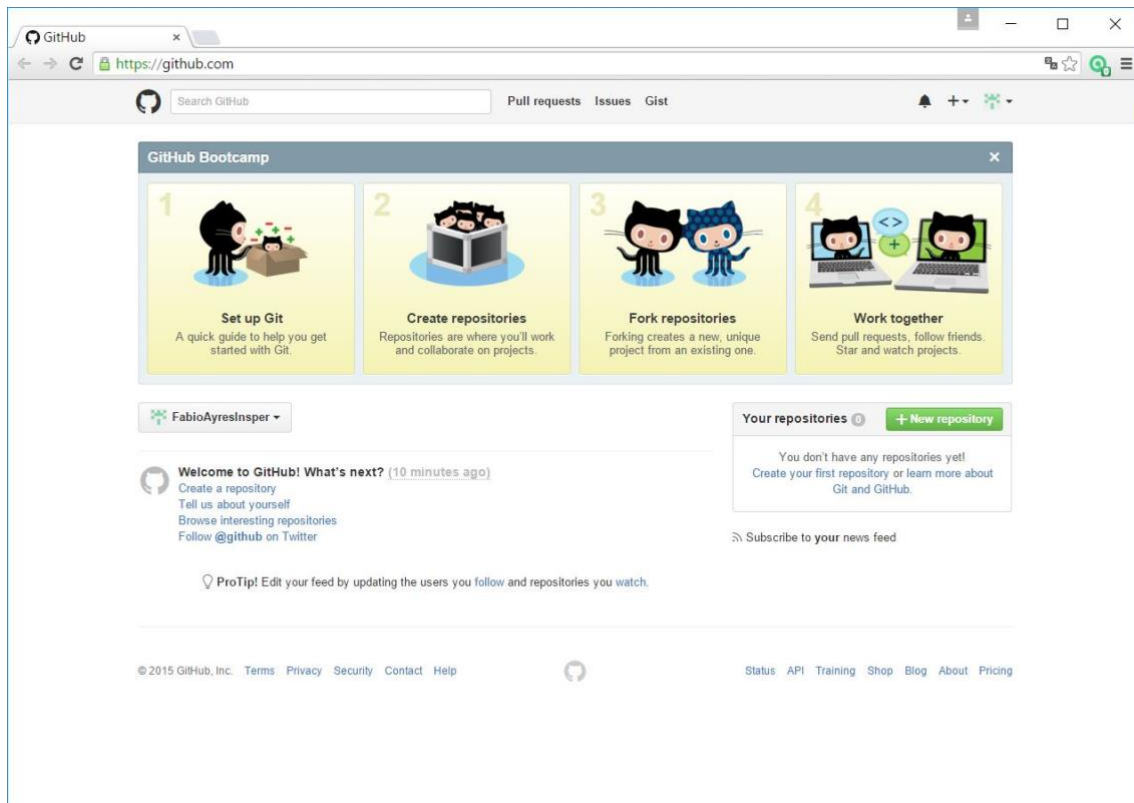 GitHub
https://github.com
Search GitHub
Pull requests Issues Gist
GitHub Bootcamp
1
Set up Git
A quick guide to help you get
started with Git.
2
Create repositories
Repositories are where you'll work
and collaborate on projects.
3
Fork repositories
Forking creates a new, unique
project from an existing one.
4
Work together
Send pull requests, follow friends.
Star and watch projects.
FabioAyresInsper
Welcome to GitHub! What's next? (10 minutes ago)
Create a repository
Tell us about yourself
Browse interesting repositories
Follow @github on Twitter
ProTip! Edit your feed by updating the users you follow and repositories you watch.
Your repositories 0 + New repository
You don't have any repositories yet!
Create your first repository or learn more about
Git and GitHub.
Subscribe to your news feed
© 2015 GitHub, Inc. Terms Privacy Security Contact Help
Status API Training Shop Blog About Pricing